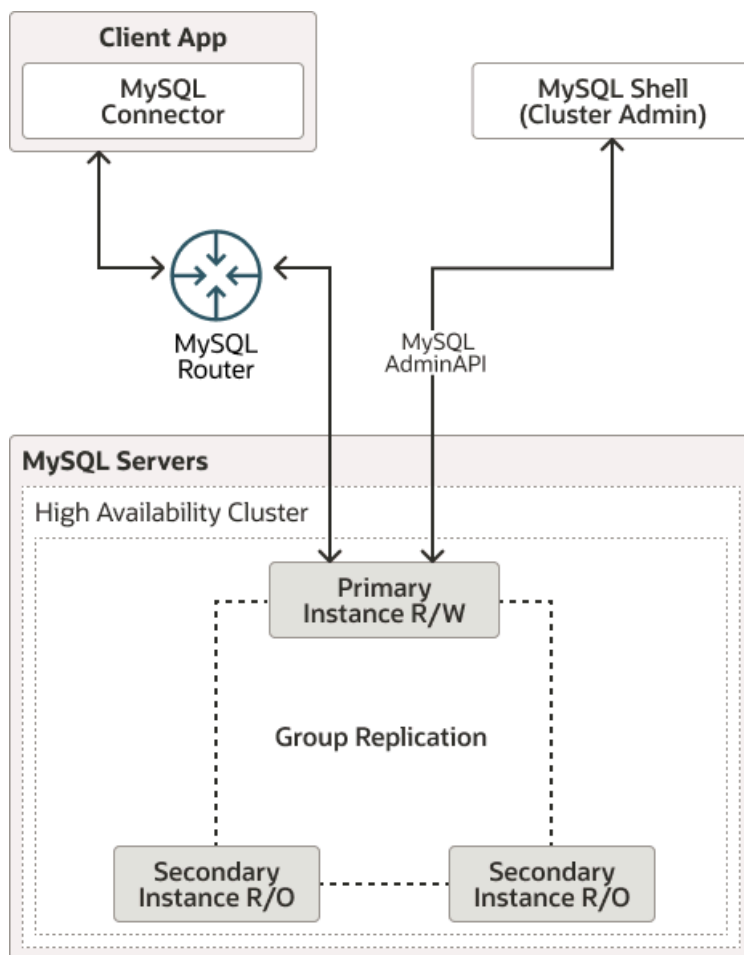 Client App
MySQL
Connector
MySQL Shell
(Cluster Admin)
MySQL
Router
MySQL
AdminAPI
MySQL Servers
High Availability Cluster
Primary
Instance R/W
Group Replication
Secondary
Instance R/O
Secondary
Instance R/O